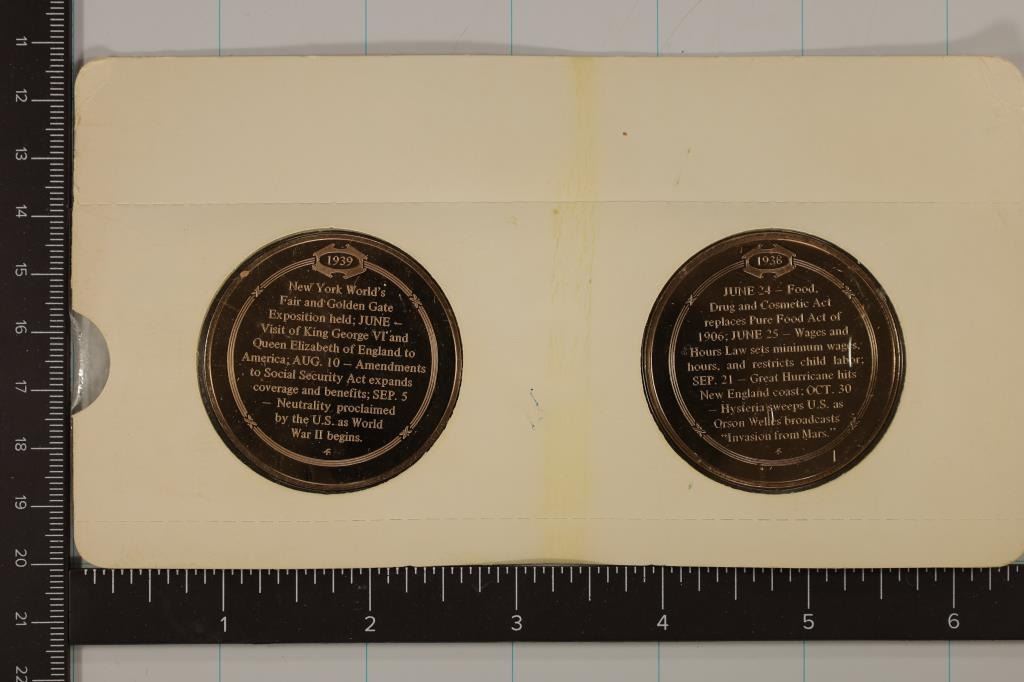 1939
New York World's
Fair and Golden Gate
Exposition held; JUNE –
Visit of King George VI and
Queen Elizabeth of England to
America; AUG. 10 – Amendments
to Social Security Act expands
coverage and benefits; SEP. 5
– Neutrality proclaimed
by the U.S. as World
War II begins.
1938
JUNE 24 – Food,
Drug and Cosmetic Act
replaces Pure Food Act of
1906; JUNE 25 – Wages and
Hours Law sets minimum wages,
hours, and restricts child labor;
SEP. 21 – Great Hurricane hits
New England coast; OCT. 30
– Hysteria sweeps U.S. as
Orson Welles broadcasts
"Invasion from Mars."
11
12
13
14
15
16
17
18
19
20
21
22
1 2 3 4 5 6